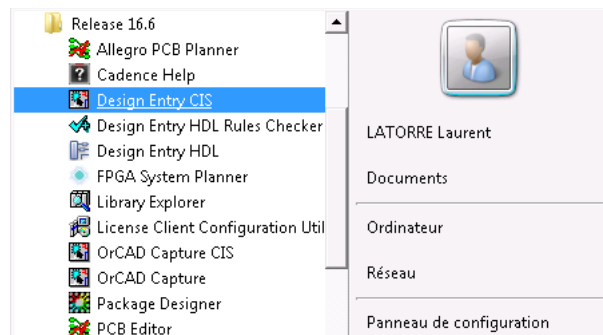 Release 16.6
Allegro PCB Planner
Cadence Help
Design Entry CIS
Design Entry HDL Rules Checker
Design Entry HDL
FPGA System Planner
Library Explorer
License Client Configuration Util
OrCAD Capture CIS
OrCAD Capture
Package Designer
PCB Editor
LATORRE Laurent
Documents
Ordinateur
Réseau
Panneau de configuration